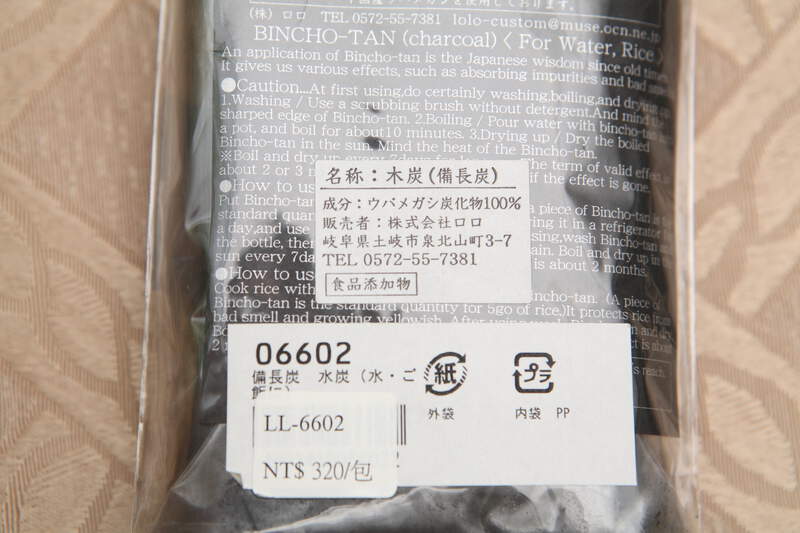 (株) ロロ TEL 0572-55-7381 lolo-custom@muse.ocn.ne.jp
BINCHO-TAN (charcoal) 〈 For Water, Rice 〉
An application of Bincho-tan is the Japanese wisdom since old times.
It gives us various effects, such as absorbing impurities and bad
●Caution...At first using,do certainly washing,boiling,and drying
1.Washing / Use a scrubbing brush without detergent,And mind the
sharped edge of Bincho-tan. 2.Boiling / Pour water with bincho-tan in
a pot, and boil for about10 minutes. 3.Drying up / Dry the boiled
Bincho-tan in the sun. Mind the heat of the Bincho-tan.
※Boil and dry up every 7days for the term of valid effect,
about 2 or 3 if the effect is gone.
●How to use
Put Bincho-tan a piece of Bincho-tan is
standard quan ring it in a refrigerator
a day,and use sing,wash Bincho-tan
the bottle, then ain. Boil and dry up in the
sun every 7da is about 2 months.
●How to use
Cook rice with incho-tan. (A piece of
Bincho-tan is the standard quantity for 5go of rice.)It protects rice from
bad smell and growing yellowish. After using
名称：木炭(備長炭)
成分：ウバメガシ炭化物100%
販売者：株式会社ロロ
岐阜県土岐市泉北山町3-7
TEL 0572-55-7381
食品添加物
06602
備長炭 水炭（水・ご
飯に）
紙
外袋
プラ
内袋 PP
LL-6602
NT$ 320/包